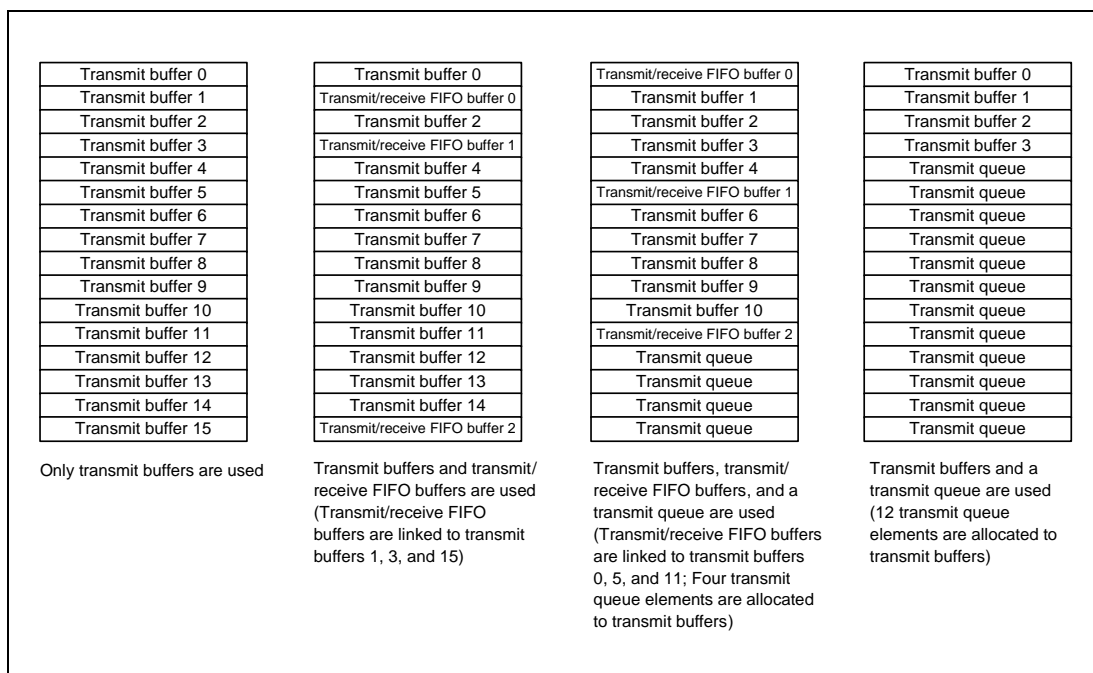 Transmit buffer 0
Transmit buffer 1
Transmit buffer 2
Transmit buffer 3
Transmit buffer 4
Transmit buffer 5
Transmit buffer 6
Transmit buffer 7
Transmit buffer 8
Transmit buffer 9
Transmit buffer 10
Transmit buffer 11
Transmit buffer 12
Transmit buffer 13
Transmit buffer 14
Transmit buffer 15
Only transmit buffers are used
Transmit buffer 0
Transmit/receive FIFO buffer 0
Transmit buffer 2
Transmit/receive FIFO buffer 1
Transmit buffer 4
Transmit buffer 5
Transmit buffer 6
Transmit buffer 7
Transmit buffer 8
Transmit buffer 9
Transmit buffer 10
Transmit buffer 11
Transmit buffer 12
Transmit buffer 13
Transmit buffer 14
Transmit/receive FIFO buffer 2
Transmit buffers and transmit/
receive FIFO buffers are used
(Transmit/receive FIFO
buffers are linked to transmit
buffers 1, 3, and 15)
Transmit/receive FIFO buffer 0
Transmit buffer 1
Transmit buffer 2
Transmit buffer 3
Transmit buffer 4
Transmit/receive FIFO buffer 1
Transmit buffer 6
Transmit buffer 7
Transmit buffer 8
Transmit buffer 9
Transmit buffer 10
Transmit/receive FIFO buffer 2
Transmit queue
Transmit queue
Transmit queue
Transmit queue
Transmit buffers, transmit/
receive FIFO buffers, and a
transmit queue are used
(Transmit/receive FIFO buffers
are linked to transmit buffers
0, 5, and 11; Four transmit
queue elements are allocated
to transmit buffers)
Transmit buffer 0
Transmit buffer 1
Transmit buffer 2
Transmit buffer 3
Transmit queue
Transmit queue
Transmit queue
Transmit queue
Transmit queue
Transmit queue
Transmit queue
Transmit queue
Transmit queue
Transmit queue
Transmit queue
Transmit queue
Transmit buffers and a
transmit queue are used
(12 transmit queue
elements are allocated to
transmit buffers)